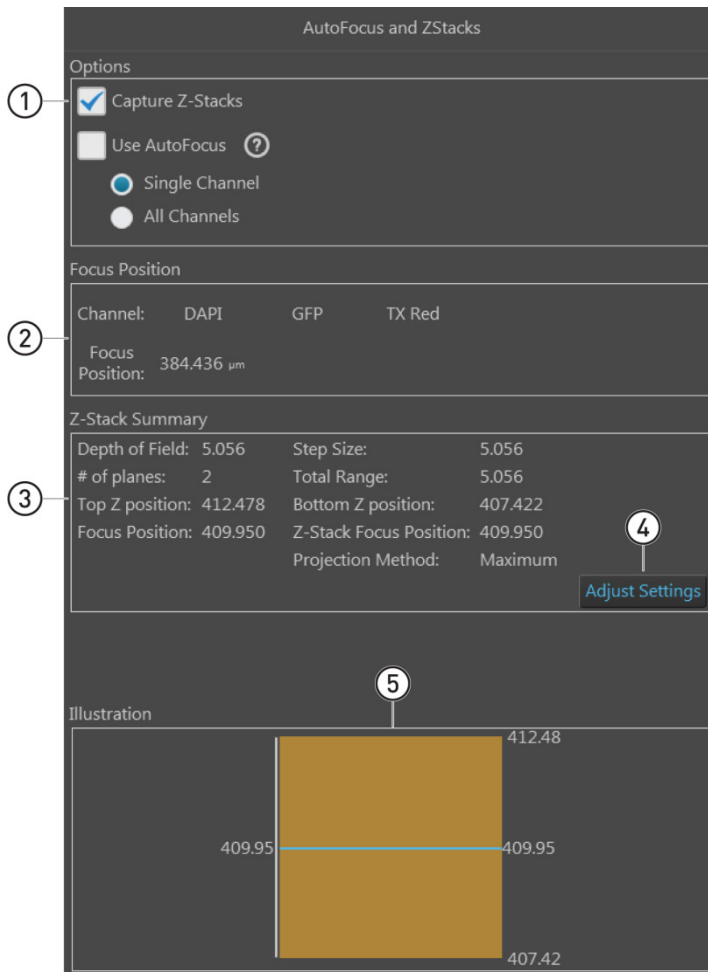 AutoFocus and ZStacks
Options
1
Capture Z-Stacks
Use AutoFocus ?
Single Channel
All Channels
Focus Position
Channel: DAPI GFP TX Red
2
Focus Position: 384.436 µm
Z-Stack Summary
Depth of Field: 5.056 Step Size: 5.056
# of planes: 2 Total Range: 5.056
3
Top Z position: 412.478 Bottom Z position: 407.422
Focus Position: 409.950 Z-Stack Focus Position: 409.950
4
Projection Method: Maximum
Adjust Settings
5
Illustration
412.48
409.95 409.95
407.42